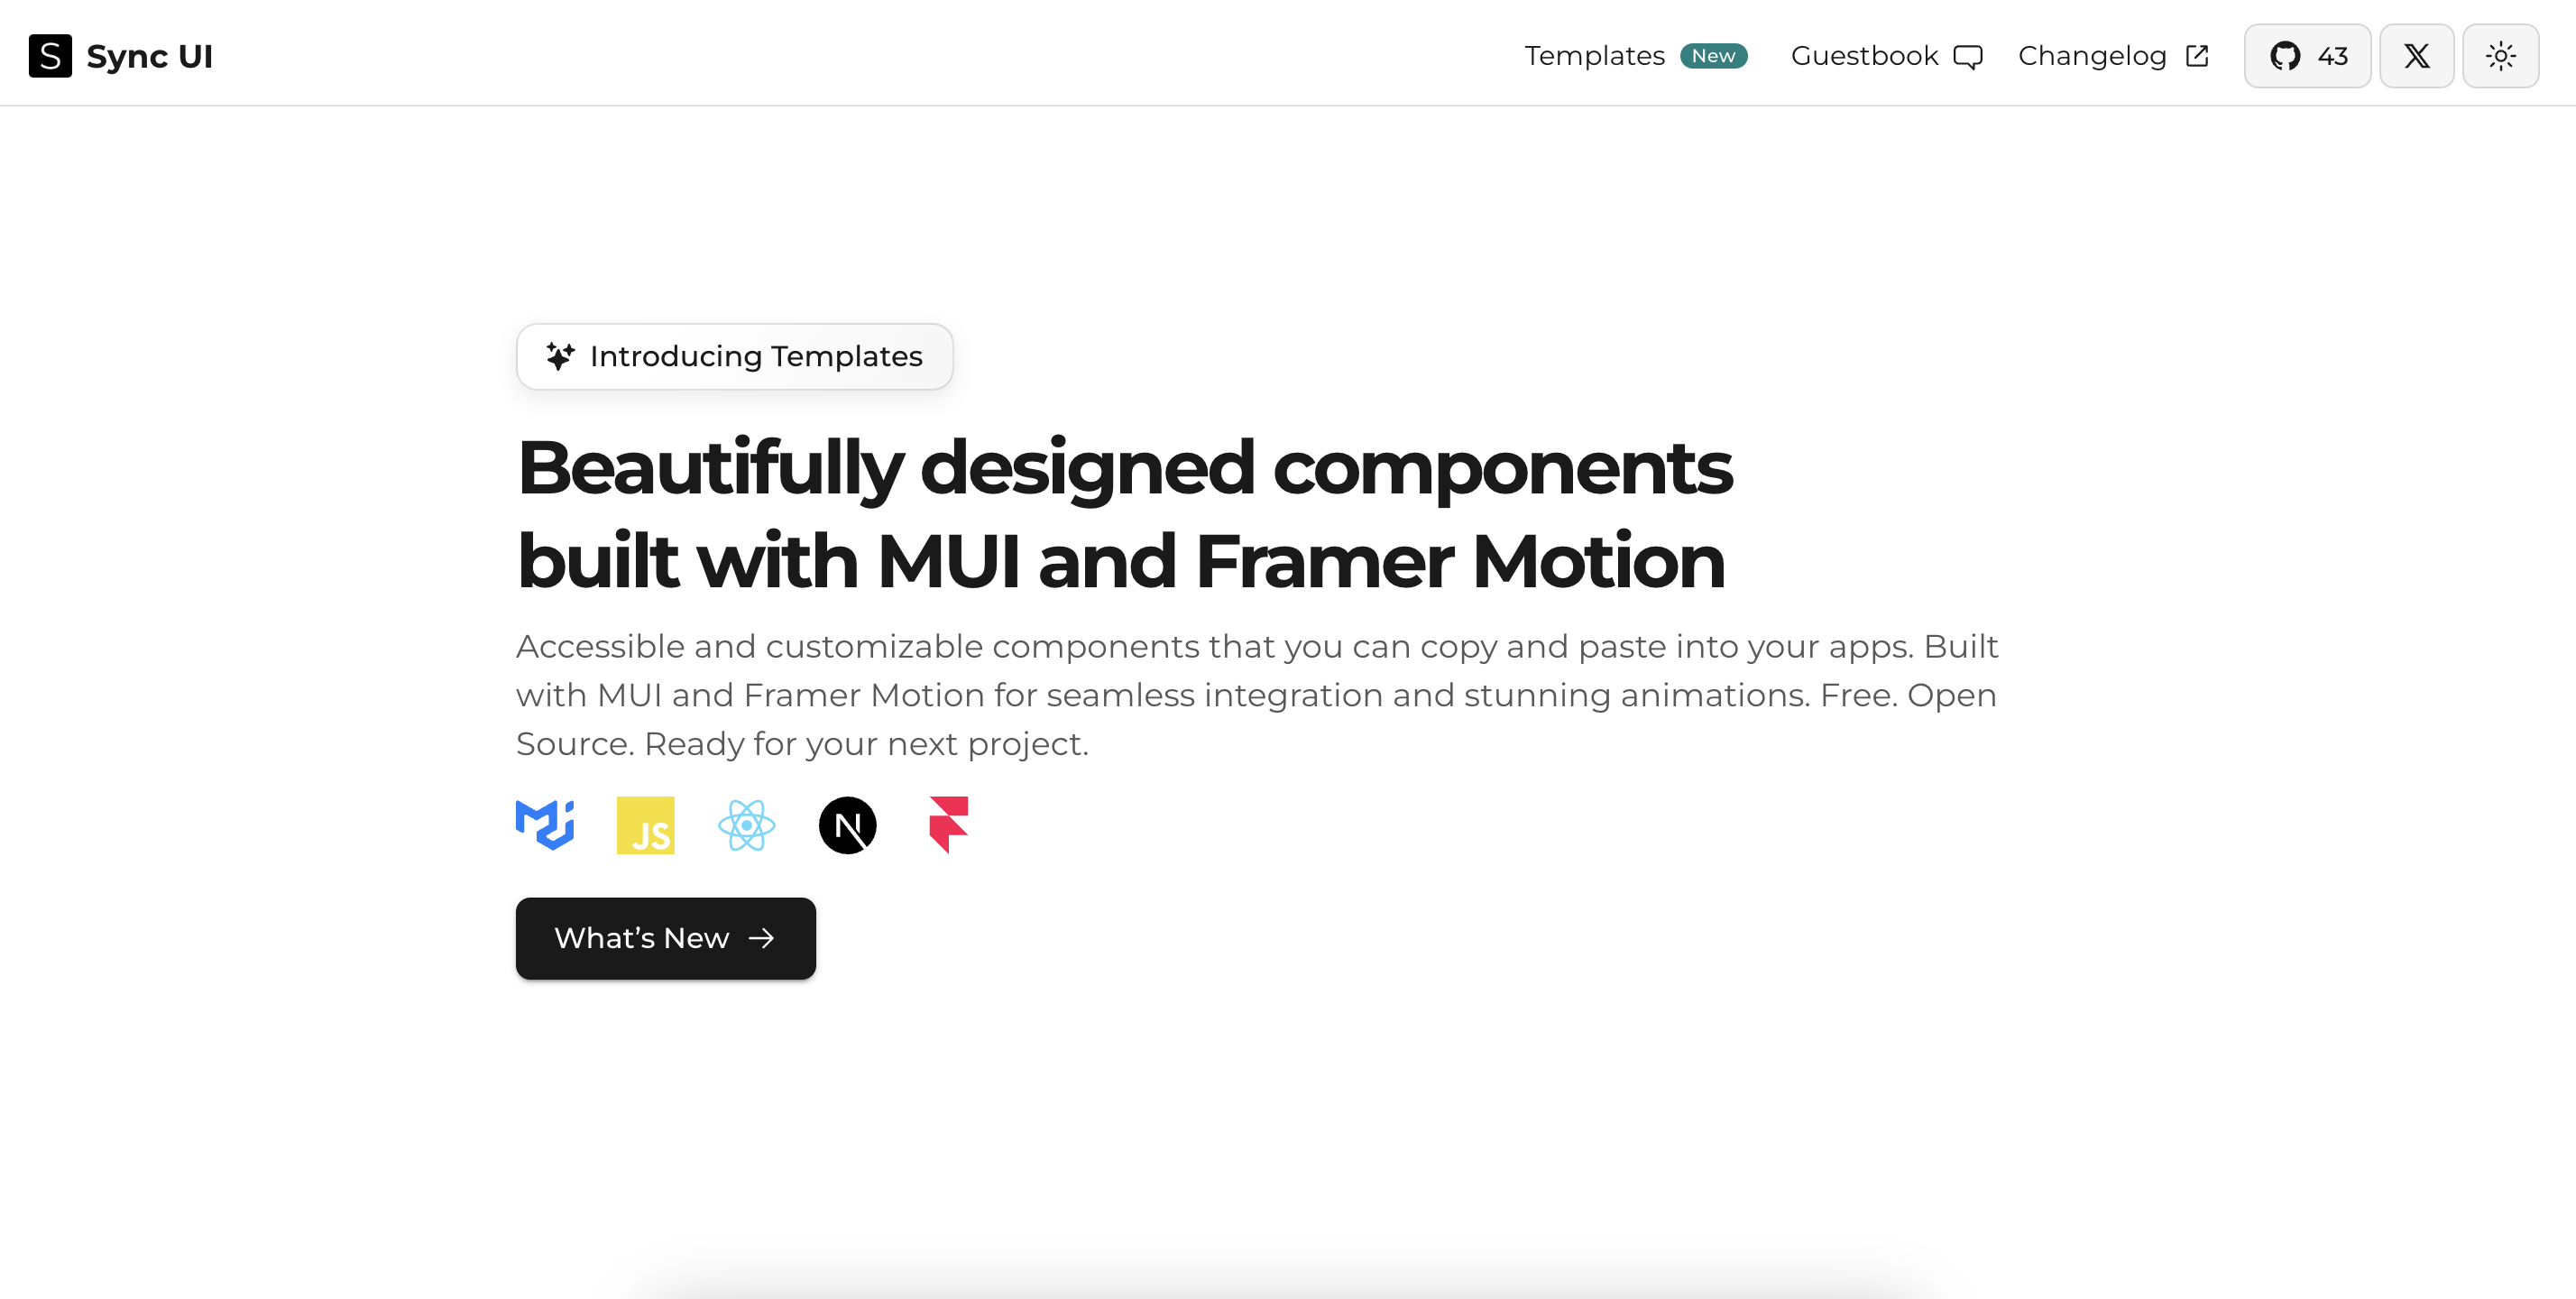 S Sync UI
Templates New Guestbook Changelog 43
Introducing Templates
Beautifully designed components
built with MUI and Framer Motion
Accessible and customizable components that you can copy and paste into your apps. Built
with MUI and Framer Motion for seamless integration and stunning animations. Free. Open
Source. Ready for your next project.
JS N
What’s New